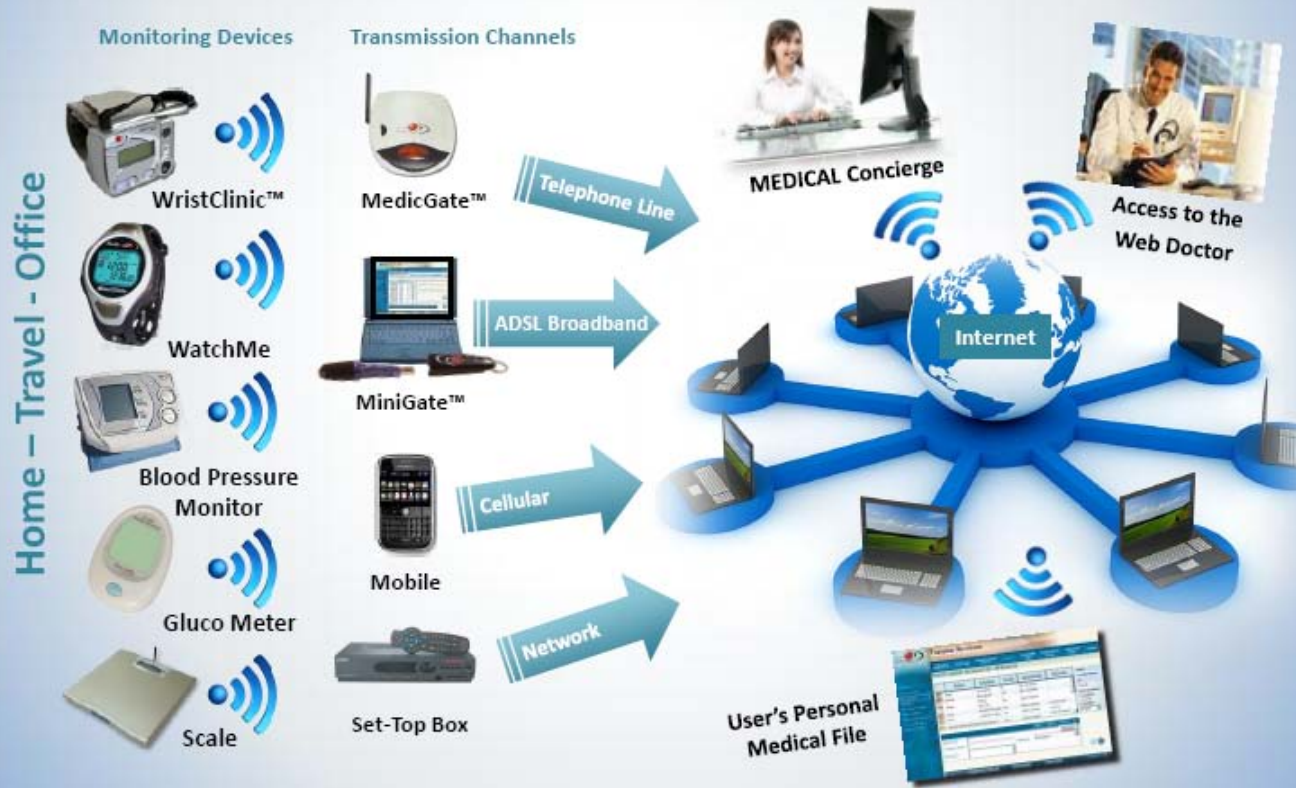 Monitoring Devices
Transmission Channels
Home – Travel - Office
WristClinic™
WatchMe
Blood Pressure
Monitor
Gluco Meter
Scale
MedicGate™
MiniGate™
Mobile
Set-Top Box
Telephone Line
ADSL Broadband
Cellular
Network
MEDICAL Concierge
Access to the
Web Doctor
Internet
User's Personal
Medical File